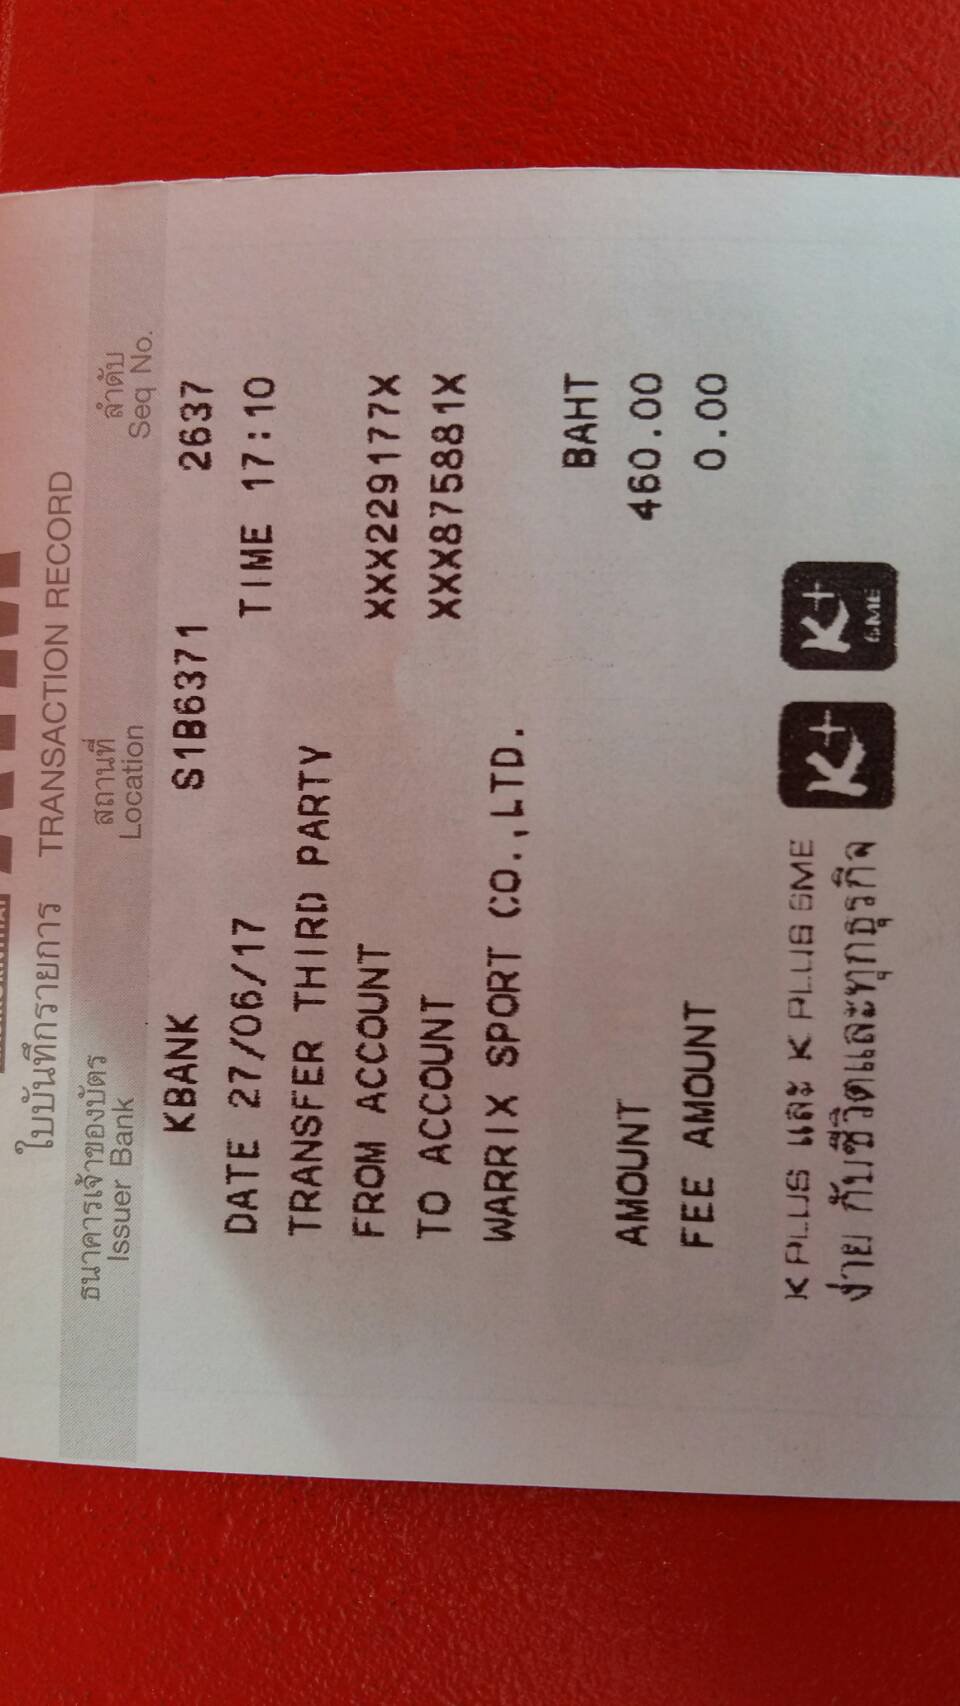 ใบบันทึกรายการ TRANSACTION RECORD
ธนาคารเจ้าของบัตร สถานที่ ลำดับ
Issuer Bank Location Seq No.
KBANK S1B6371 2637
DATE 27/06/17 TIME 17:10
TRANSFER THIRD PARTY
FROM ACCOUNT XXX229177X
TO ACCOUNT XXX875881X
WARRIX SPORT CO.,LTD.
BAHT
AMOUNT 460.00
FEE AMOUNT 0.00
K PLUS และ K PLUS SME
ง่าย กับชีวิตและทุกธุรกิจ
K+ K+ SME